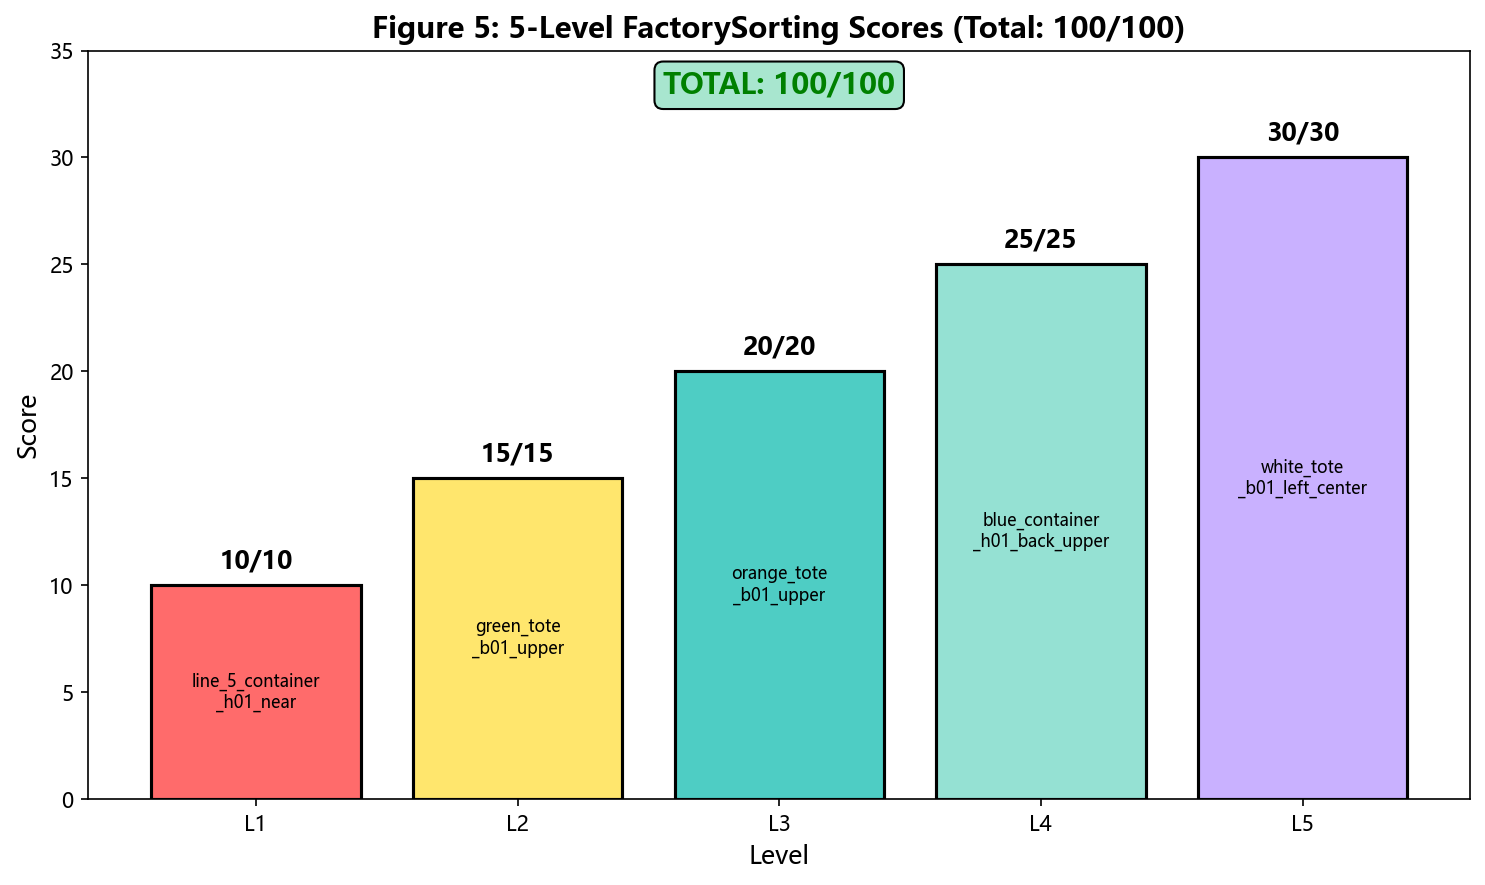 Figure 5: 5-Level FactorySorting Scores (Total: 100/100)
TOTAL: 100/100
35
30
25
20
15
10
5
0
Score
10/10
15/15
20/20
25/25
30/30
line_5_container
_h01_near
green_tote
_b01_upper
orange_tote
_b01_upper
blue_container
_h01_back_upper
white_tote
_b01_left_center
L1
L2
L3
L4
L5
Level